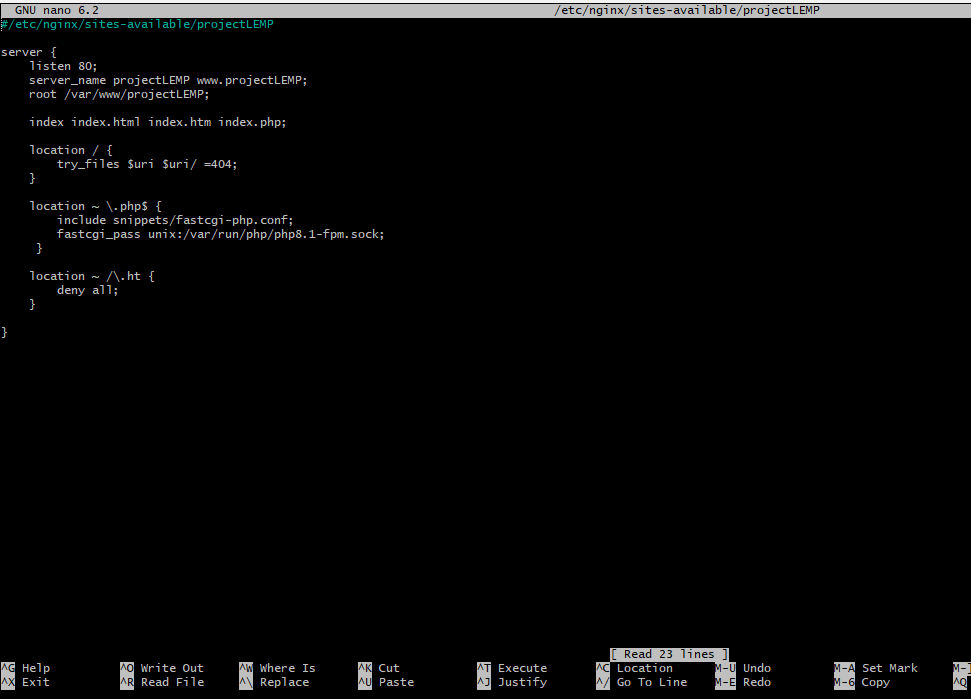 GNU nano 6.2 /etc/nginx/sites-available/projectLEMP
#/etc/nginx/sites-available/projectLEMP
server {
    listen 80;
    server_name projectLEMP www.projectLEMP;
    root /var/www/projectLEMP;
    index index.html index.htm index.php;
    location / {
        try_files $uri $uri/ =404;
    }
    location ~ \.php$ {
        include snippets/fastcgi-php.conf;
        fastcgi_pass unix:/var/run/php/php8.1-fpm.sock;
     }
    location ~ /\.ht {
        deny all;
    }
}
[ Read 23 lines ]
^G Help ^O Write Out ^W Where Is ^K Cut ^T Execute ^C Location M-U Undo M-A Set Mark
^X Exit ^R Read File ^\ Replace ^U Paste ^J Justify ^/ Go To Line M-E Redo M-6 Copy ^Q